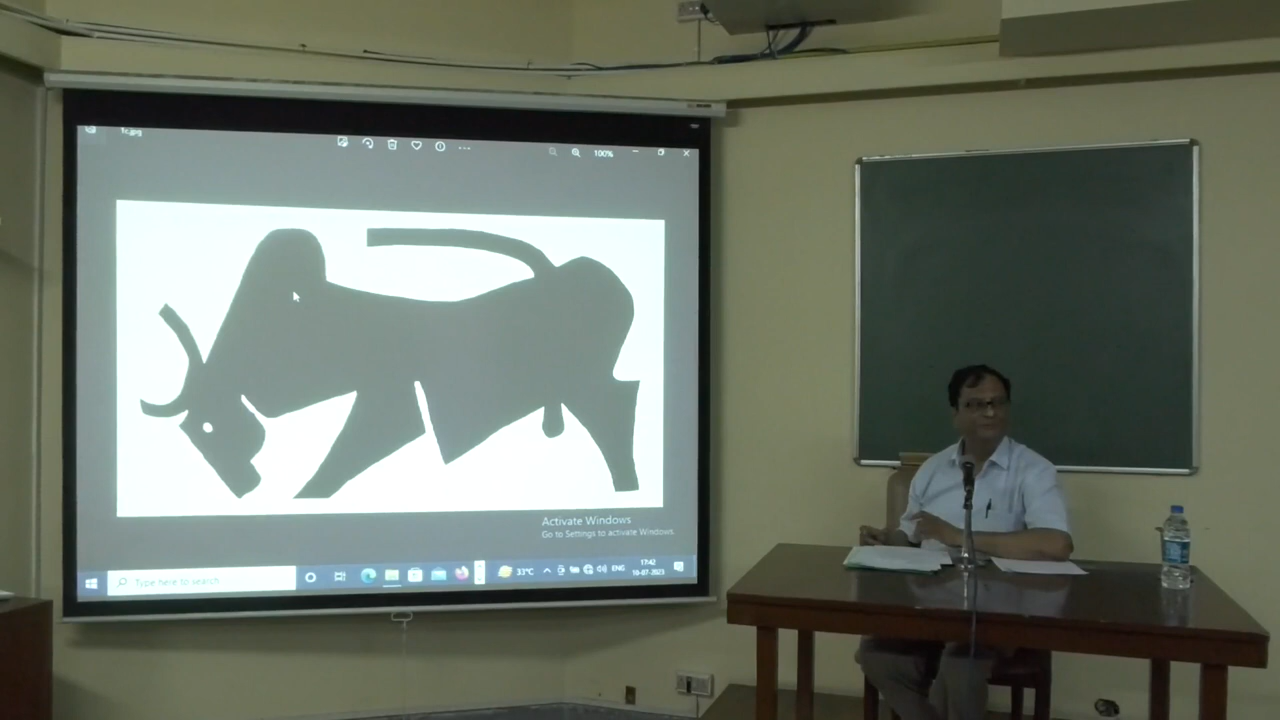 1c.jpg
100%
Activate Windows
Go to Settings to activate Windows.
Type here to search
33°C
ENG
17:42
10-07-2023